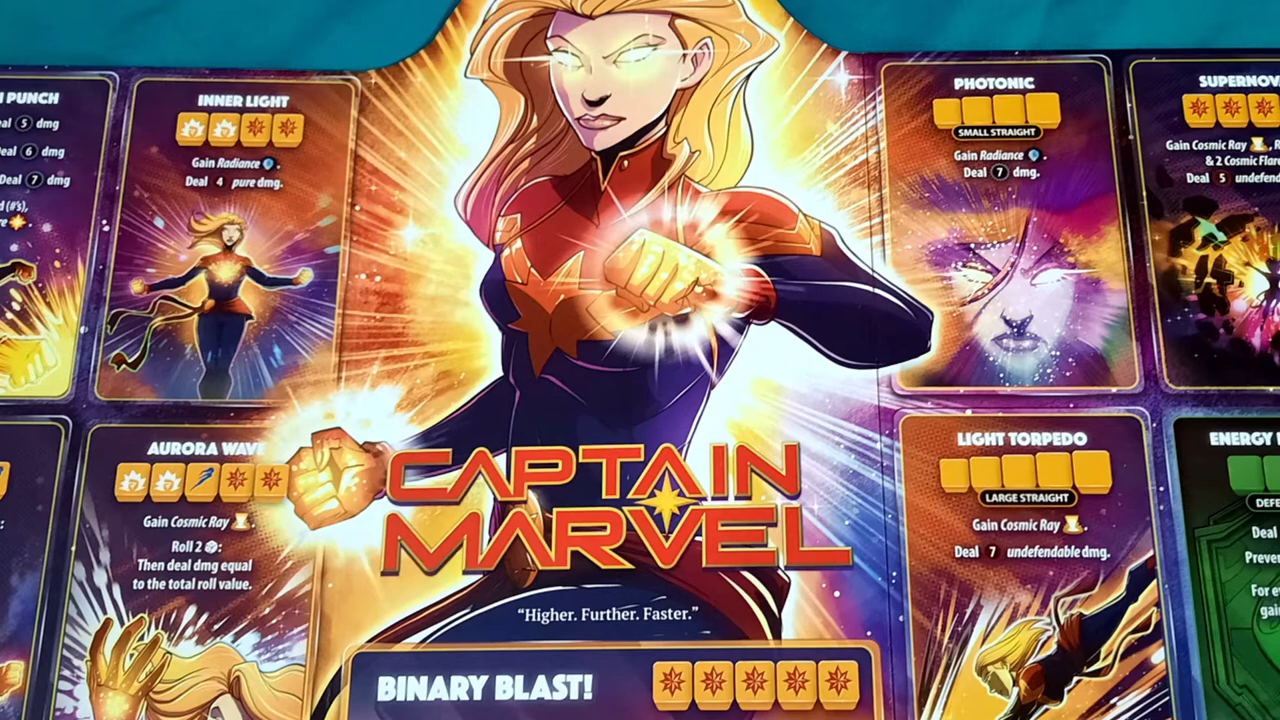 PUNCH
5 dmg
6 dmg
Deal 7 dmg
(#'s),
INNER LIGHT
Gain Radiance.
Deal 4 pure dmg.
PHOTONIC
SMALL STRAIGHT
Gain Radiance.
Deal 7 dmg.
Gain Cosmic Ray,
& 2 Cosmic
Deal 5
AURORA WAVE
Gain Cosmic Ray.
Roll 2:
Then deal dmg equal
to the total roll value.
CAPTAIN
MARVEL
“Higher. Further. Faster.”
BINARY BLAST!
LIGHT TORPEDO
LARGE STRAIGHT
Gain Cosmic Ray.
Deal 7 undefendable dmg.
ENERGY
Deal